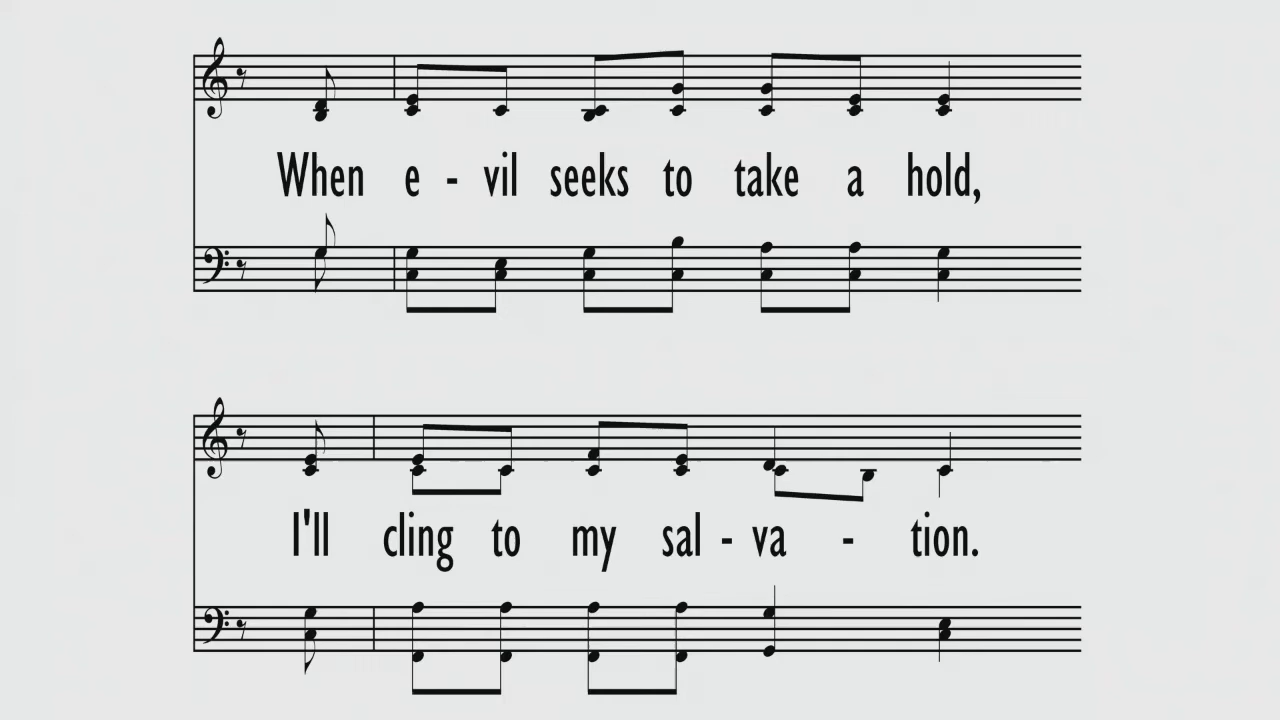 When e - vil seeks to take a hold,
I'll cling to my sal - va - tion.